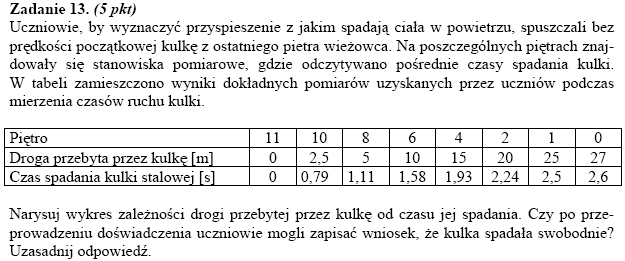 Zadanie 13. (5 pkt)
Uczniowie, by wyznaczyć przyspieszenie z jakim spadają ciała w powietrzu, spuszczali bez
prędkości początkowej kulkę z ostatniego pietra wieżowca. Na poszczególnych piętrach znaj-
dowały się stanowiska pomiarowe, gdzie odczytywano pośrednie czasy spadania kulki.
W tabeli zamieszczono wyniki dokładnych pomiarów uzyskanych przez uczniów podczas
mierzenia czasów ruchu kulki.
Piętro 11 10 8 6 4 2 1 0
Droga przebyta przez kulkę [m] 0 2,5 5 10 15 20 25 27
Czas spadania kulki stalowej [s] 0 0,79 1,11 1,58 1,93 2,24 2,5 2,6
Narysuj wykres zależności drogi przebytej przez kulkę od czasu jej spadania. Czy po prze-
prowadzeniu doświadczenia uczniowie mogli zapisać wniosek, że kulka spadała swobodnie?
Uzasadnij odpowiedź.